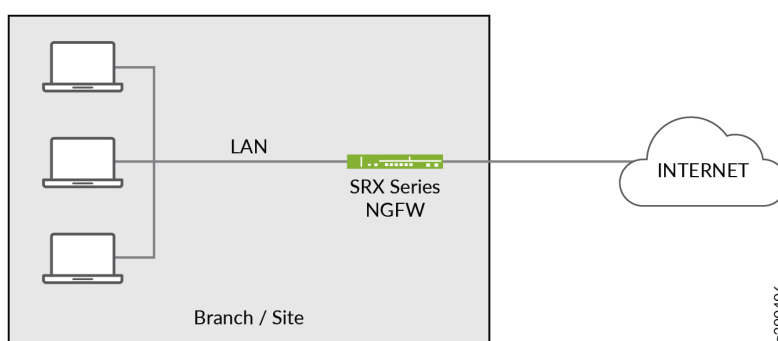 LAN
SRX Series
NGFW
INTERNET
Branch / Site